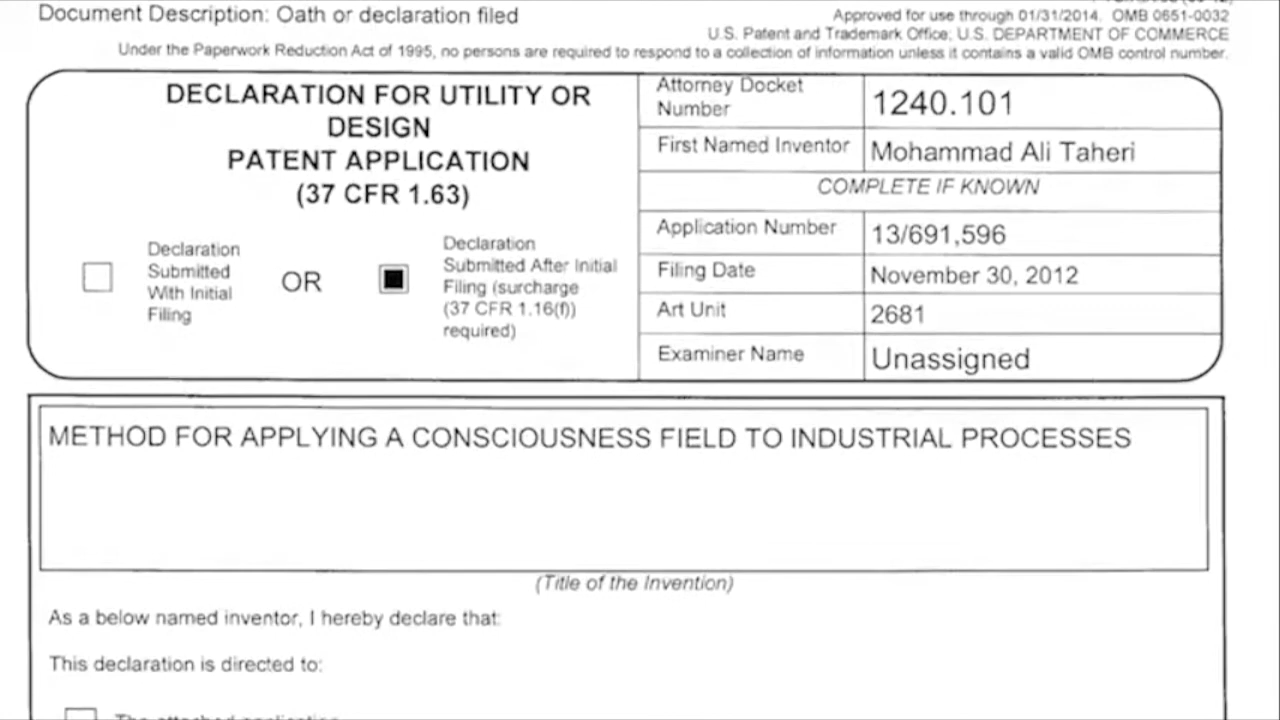 Document Description: Oath or declaration filed
Approved for use through 01/31/2014. OMB 0651-0032
U.S. Patent and Trademark Office; U.S. DEPARTMENT OF COMMERCE
Under the Paperwork Reduction Act of 1995, no persons are required to respond to a collection of information unless it contains a valid OMB control number.
DECLARATION FOR UTILITY OR
DESIGN
PATENT APPLICATION
(37 CFR 1.63)
Declaration
Submitted
With Initial
Filing
OR
Declaration
Submitted After Initial
Filing (surcharge
(37 CFR 1.16(f))
required)
Attorney Docket
Number
1240.101
First Named Inventor
Mohammad Ali Taheri
COMPLETE IF KNOWN
Application Number
13/691,596
Filing Date
November 30, 2012
Art Unit
2681
Examiner Name
Unassigned
METHOD FOR APPLYING A CONSCIOUSNESS FIELD TO INDUSTRIAL PROCESSES
(Title of the Invention)
As a below named inventor, I hereby declare that:
This declaration is directed to:
The attached application